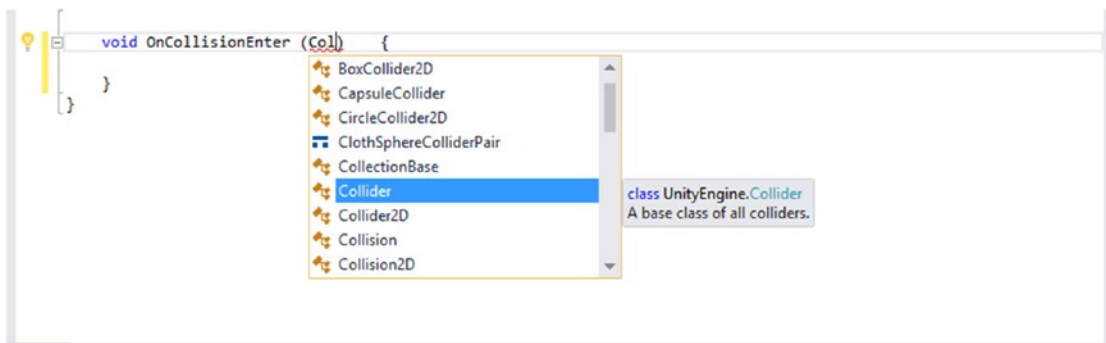 void OnCollisionEnter (Col)    {
BoxCollider2D
}
CapsuleCollider
}
CircleCollider2D
ClothSphereColliderPair
CollectionBase
Collider
class UnityEngine.Collider
Collider2D
A base class of all colliders.
Collision
Collision2D